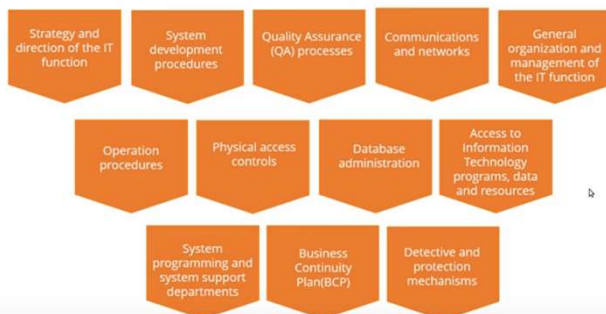 Strategy and
direction of the IT
function
System
development
procedures
Quality Assurance
(QA) processes
Communications
and networks
General
organization and
management of
the IT function
Operation
procedures
Physical access
controls
Database
administration
Access to
Information
Technology
programs, data
and resources
System
programming and
system support
departments
Business
Continuity
Plan(BCP)
Detective and
protection
mechanisms